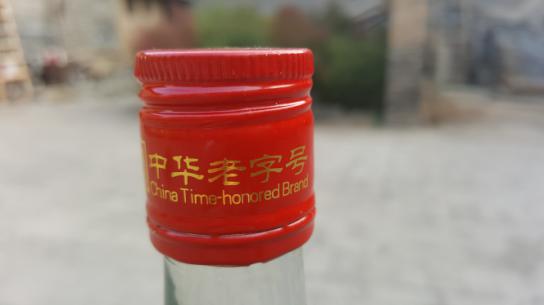 中华老字号
China Time-honored Brand